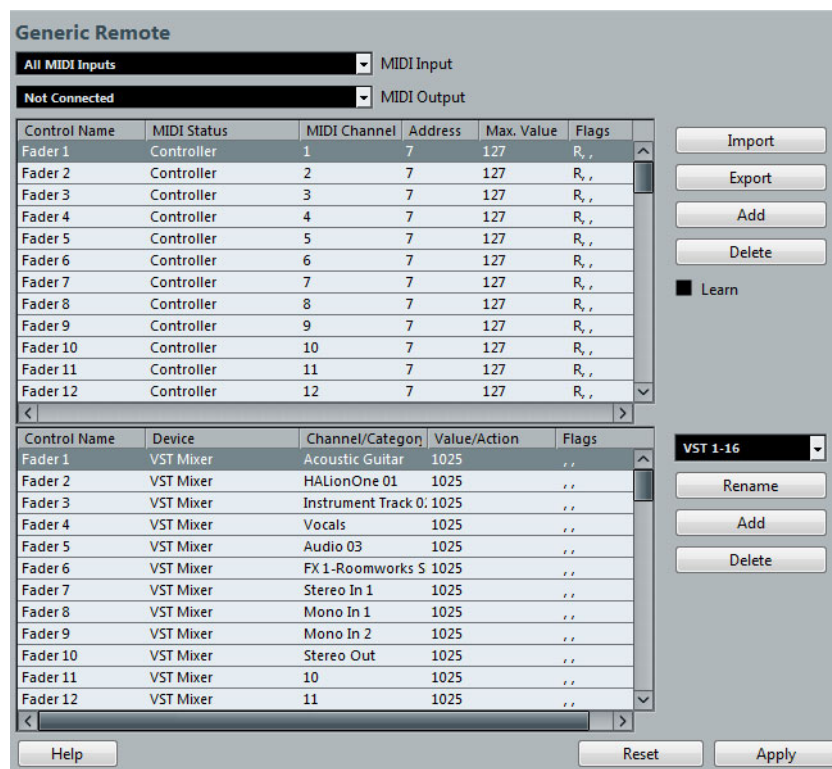 Generic Remote
All MIDI Inputs MIDI Input
Not Connected MIDI Output
Control Name MIDI Status MIDI Channel Address Max. Value Flags
Fader 1 Controller 1 7 127 R, ,
Fader 2 Controller 2 7 127 R, ,
Fader 3 Controller 3 7 127 R, ,
Fader 4 Controller 4 7 127 R, ,
Fader 5 Controller 5 7 127 R, ,
Fader 6 Controller 6 7 127 R, ,
Fader 7 Controller 7 7 127 R, ,
Fader 8 Controller 8 7 127 R, ,
Fader 9 Controller 9 7 127 R, ,
Fader 10 Controller 10 7 127 R, ,
Fader 11 Controller 11 7 127 R, ,
Fader 12 Controller 12 7 127 R, ,
Import
Export
Add
Delete
Learn
Control Name Device Channel/Categor Value/Action Flags
Fader 1 VST Mixer Acoustic Guitar 1025 , ,
Fader 2 VST Mixer HALionOne 01 1025 , ,
Fader 3 VST Mixer Instrument Track 0 1025 , ,
Fader 4 VST Mixer Vocals 1025 , ,
Fader 5 VST Mixer Audio 03 1025 , ,
Fader 6 VST Mixer FX 1-Roomworks S 1025 , ,
Fader 7 VST Mixer Stereo In 1 1025 , ,
Fader 8 VST Mixer Mono In 1 1025 , ,
Fader 9 VST Mixer Mono In 2 1025 , ,
Fader 10 VST Mixer Stereo Out 1025 , ,
Fader 11 VST Mixer 10 1025 , ,
Fader 12 VST Mixer 11 1025 , ,
VST 1-16
Rename
Add
Delete
Help Reset Apply